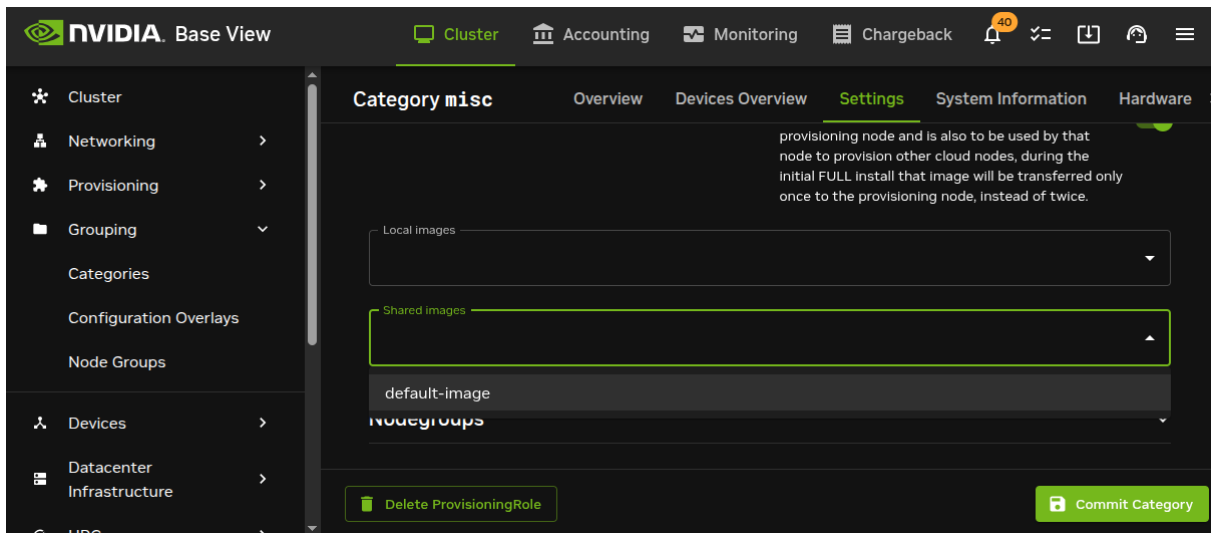 NVIDIA. Base View
Cluster
Accounting
Monitoring
Chargeback
40
Cluster
Networking
Provisioning
Grouping
Categories
Configuration Overlays
Node Groups
Devices
Datacenter
Infrastructure
Category misc
Overview
Devices Overview
Settings
System Information
Hardware
provisioning node and is also to be used by that
node to provision other cloud nodes, during the
initial FULL install that image will be transferred only
once to the provisioning node, instead of twice.
Local images
Shared images
default-image
Nodegroups
Delete ProvisioningRole
Commit Category